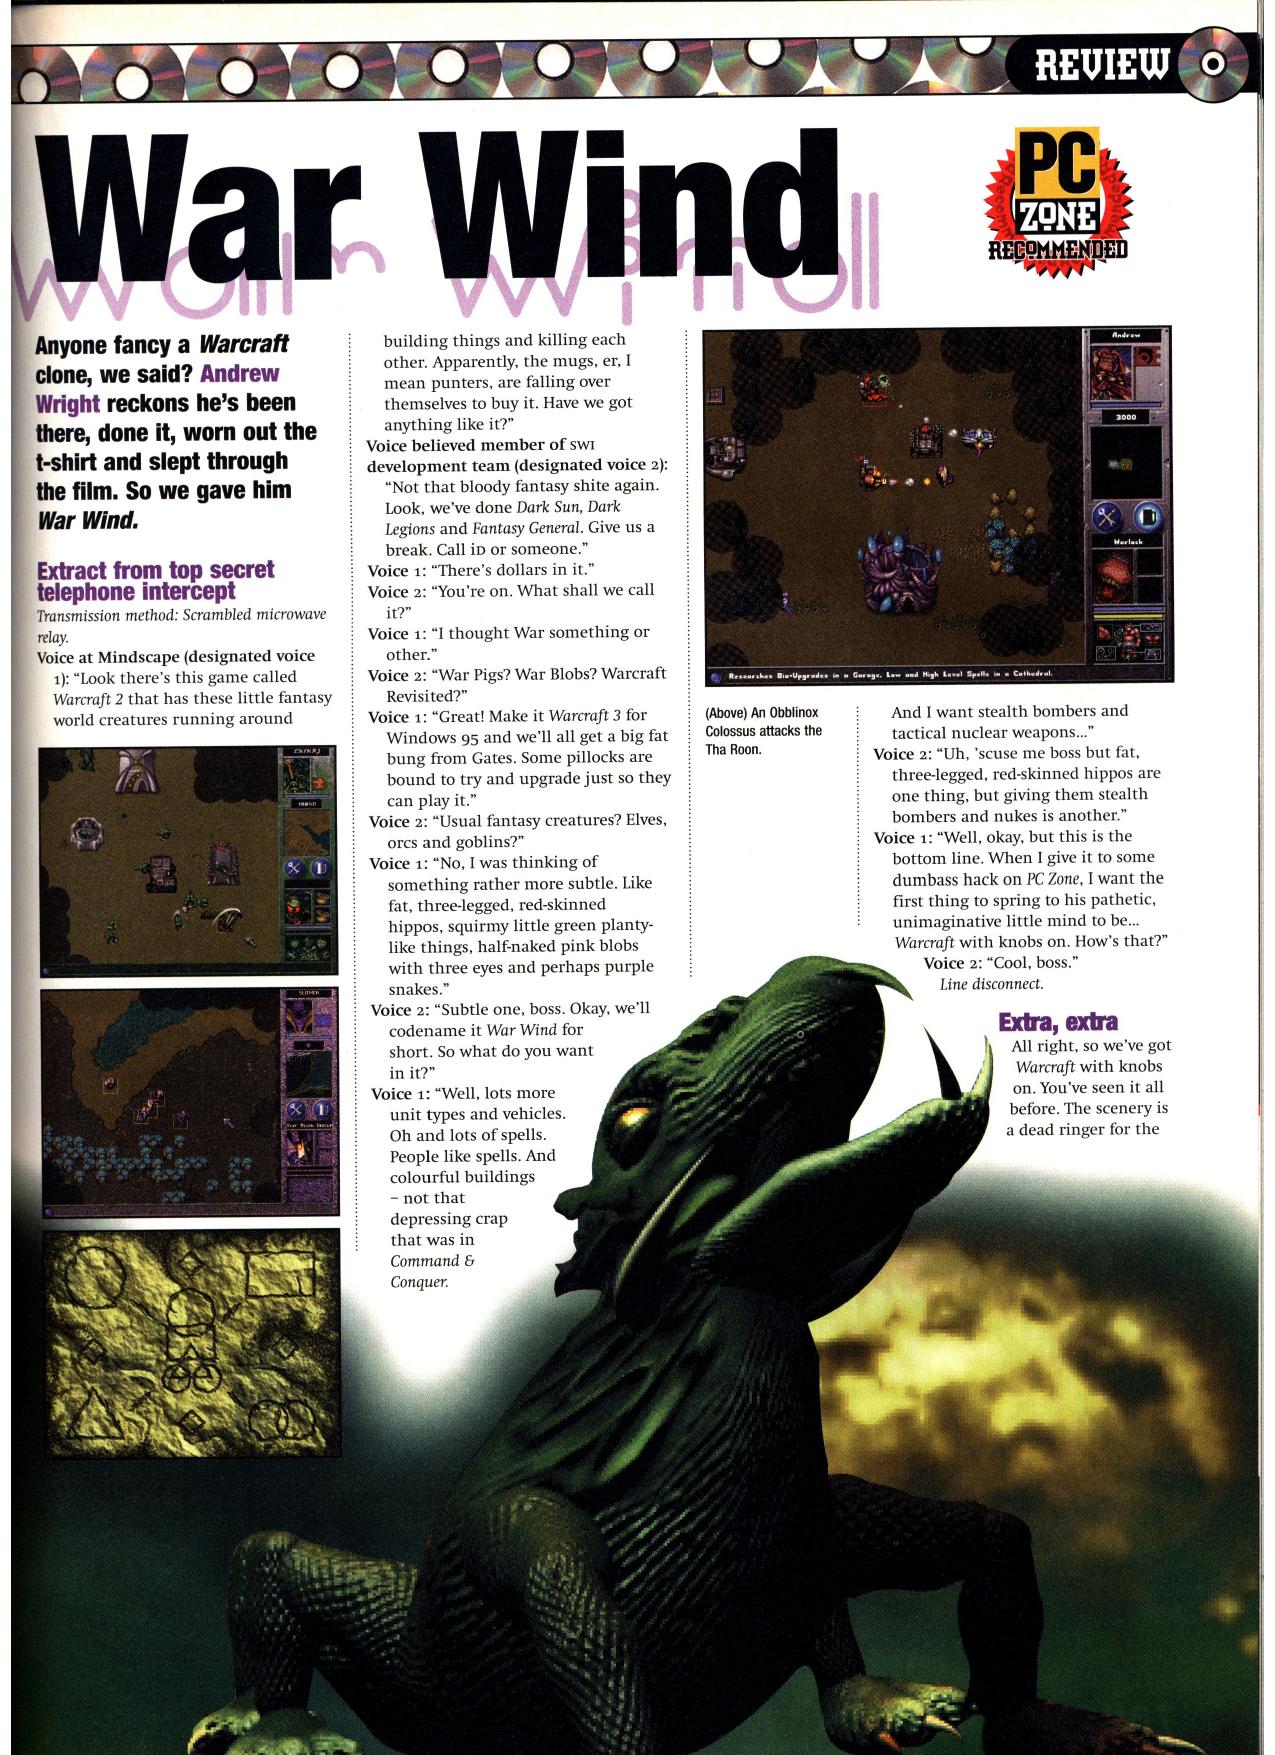 REVIEW
War Wind
PC
ZONE
RECOMMENDED
Anyone fancy a Warcraft
clone, we said? Andrew
Wright reckons he's been
there, done it, worn out the
t-shirt and slept through
the film. So we gave him
War Wind.
Extract from top secret
telephone intercept
Transmission method: Scrambled microwave
relay.
Voice at Mindscape (designated voice
1): “Look there's this game called
Warcraft 2 that has these little fantasy
world creatures running around
building things and killing each
other. Apparently, the mugs, er, I
mean punters, are falling over
themselves to buy it. Have we got
anything like it?”
Voice believed member of SWI
development team (designated voice 2):
“Not that bloody fantasy shite again.
Look, we've done Dark Sun, Dark
Legions and Fantasy General. Give us a
break. Call iD or someone.”
Voice 1: “There's dollars in it.”
Voice 2: “You're on. What shall we call
it?”
Voice 1: “I thought War something or
other.”
Voice 2: “War Pigs? War Blobs? Warcraft
Revisited?”
Voice 1: “Great! Make it Warcraft 3 for
Windows 95 and we'll all get a big fat
bung from Gates. Some pillocks are
bound to try and upgrade just so they
can play it.”
Voice 2: “Usual fantasy creatures? Elves,
orcs and goblins?”
Voice 1: “No, I was thinking of
something rather more subtle. Like
fat, three-legged, red-skinned
hippos, squirmy little green planty-
like things, half-naked pink blobs
with three eyes and perhaps purple
snakes.”
Voice 2: “Subtle one, boss. Okay, we'll
codename it War Wind for
short. So what do you want
in it?”
Voice 1: “Well, lots more
unit types and vehicles.
Oh and lots of spells.
People like spells. And
colourful buildings
– not that
depressing crap
that was in
Command &
Conquer.
Andrew
3000
Warlock
Researches Bio-Upgrades in a Garage, Low and High Level Spells in a Cathedral.
(Above) An Obblinox
Colossus attacks the
Tha Roon.
And I want stealth bombers and
tactical nuclear weapons...”
Voice 2: “Uh, 'scuse me boss but fat,
three-legged, red-skinned hippos are
one thing, but giving them stealth
bombers and nukes is another.”
Voice 1: “Well, okay, but this is the
bottom line. When I give it to some
dumbass hack on PC Zone, I want the
first thing to spring to his pathetic,
unimaginative little mind to be...
Warcraft with knobs on. How's that?”
Voice 2: “Cool, boss.”
Line disconnect.
Extra, extra
All right, so we've got
Warcraft with knobs
on. You've seen it all
before. The scenery is
a dead ringer for the